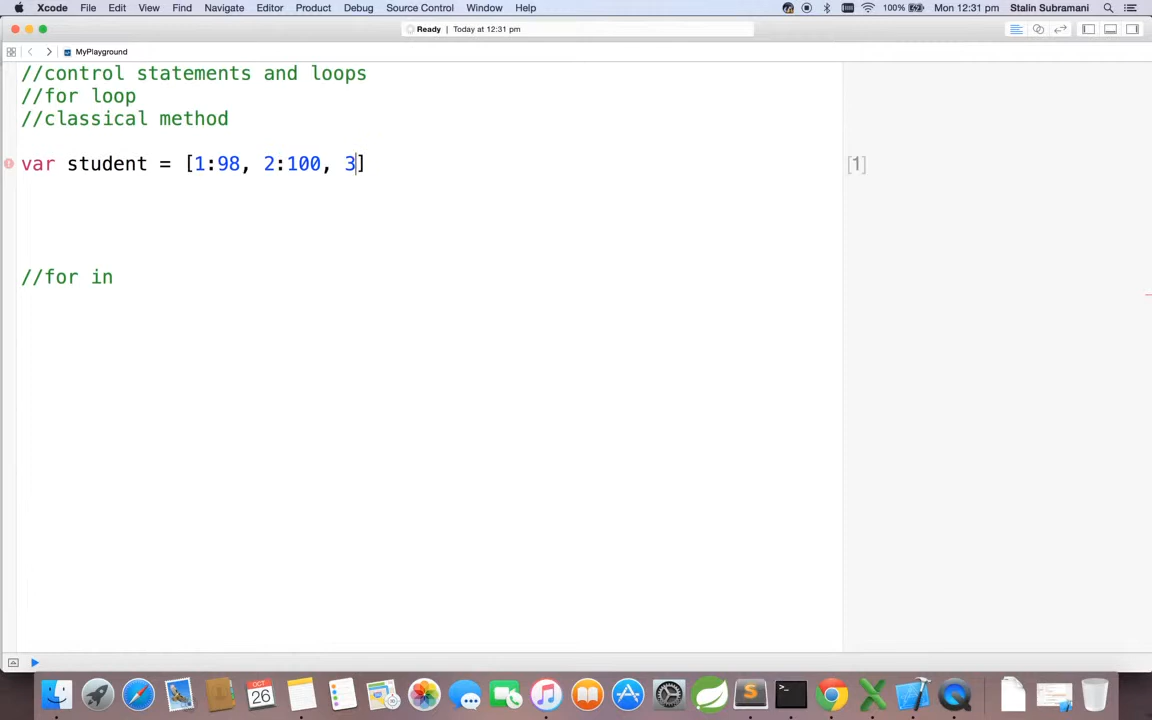 Xcode File Edit View Find Navigate Editor Product Debug Source Control Window Help 100% Mon 12:31 pm Stalin Subramani
Ready | Today at 12:31 pm
MyPlayground
//control statements and loops
//for loop
//classical method
var student = [1:98, 2:100, 3] [1]
//for in
OCT
26